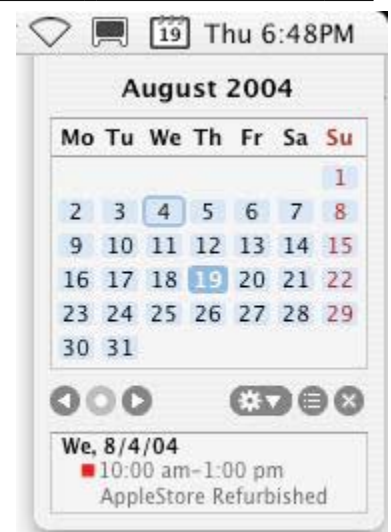 19 Thu 6:48PM
August 2004
Mo Tu We Th Fr Sa Su
1
2 3 4 5 6 7 8
9 10 11 12 13 14 15
16 17 18 19 20 21 22
23 24 25 26 27 28 29
30 31
We, 8/4/04
10:00 am–1:00 pm
AppleStore Refurbished